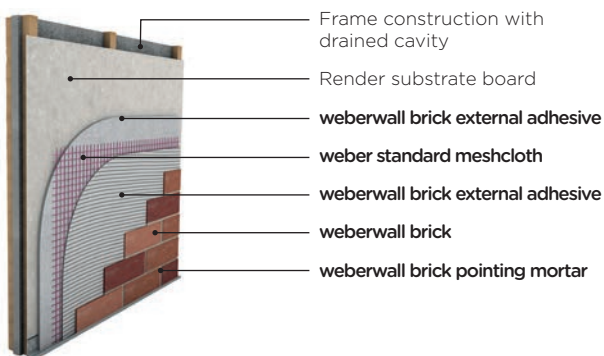 Frame construction with
drained cavity
Render substrate board
weberwall brick external adhesive
weber standard meshcloth
weberwall brick external adhesive
weberwall brick
weberwall brick pointing mortar